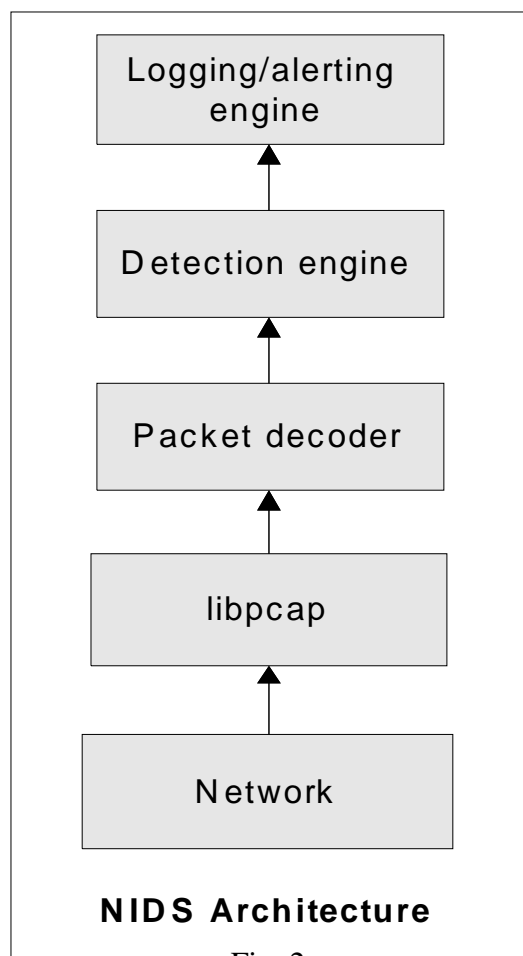 Logging/alerting
engine
Detection engine
Packet decoder
libpcap
Network
NIDS Architecture